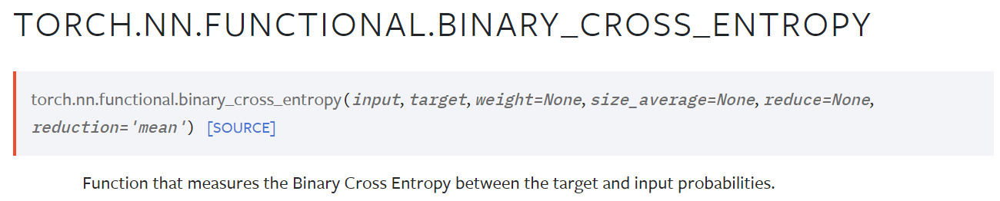 TORCH.NN.FUNCTIONAL.BINARY_CROSS_ENTROPY
torch.nn.functional.binary_cross_entropy(input, target, weight=None, size_average=None, reduce=None,
reduction='mean') [SOURCE]
Function that measures the Binary Cross Entropy between the target and input probabilities.